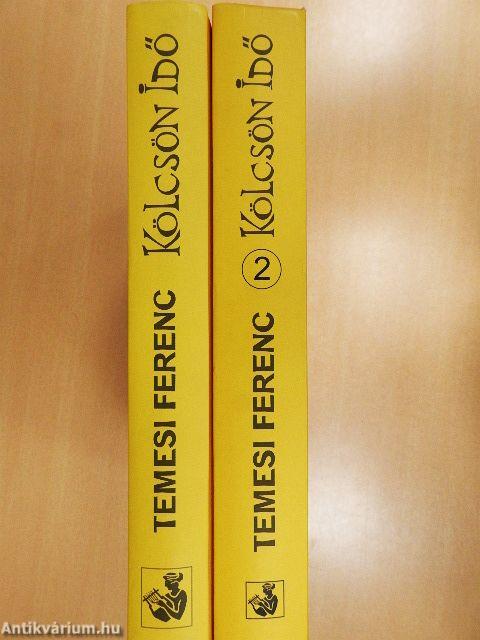 TEMESI FERENC KÖLCSÖN IDŐ
TEMESI FERENC 2 KÖLCSÖN IDŐ
Antikvárium.hu